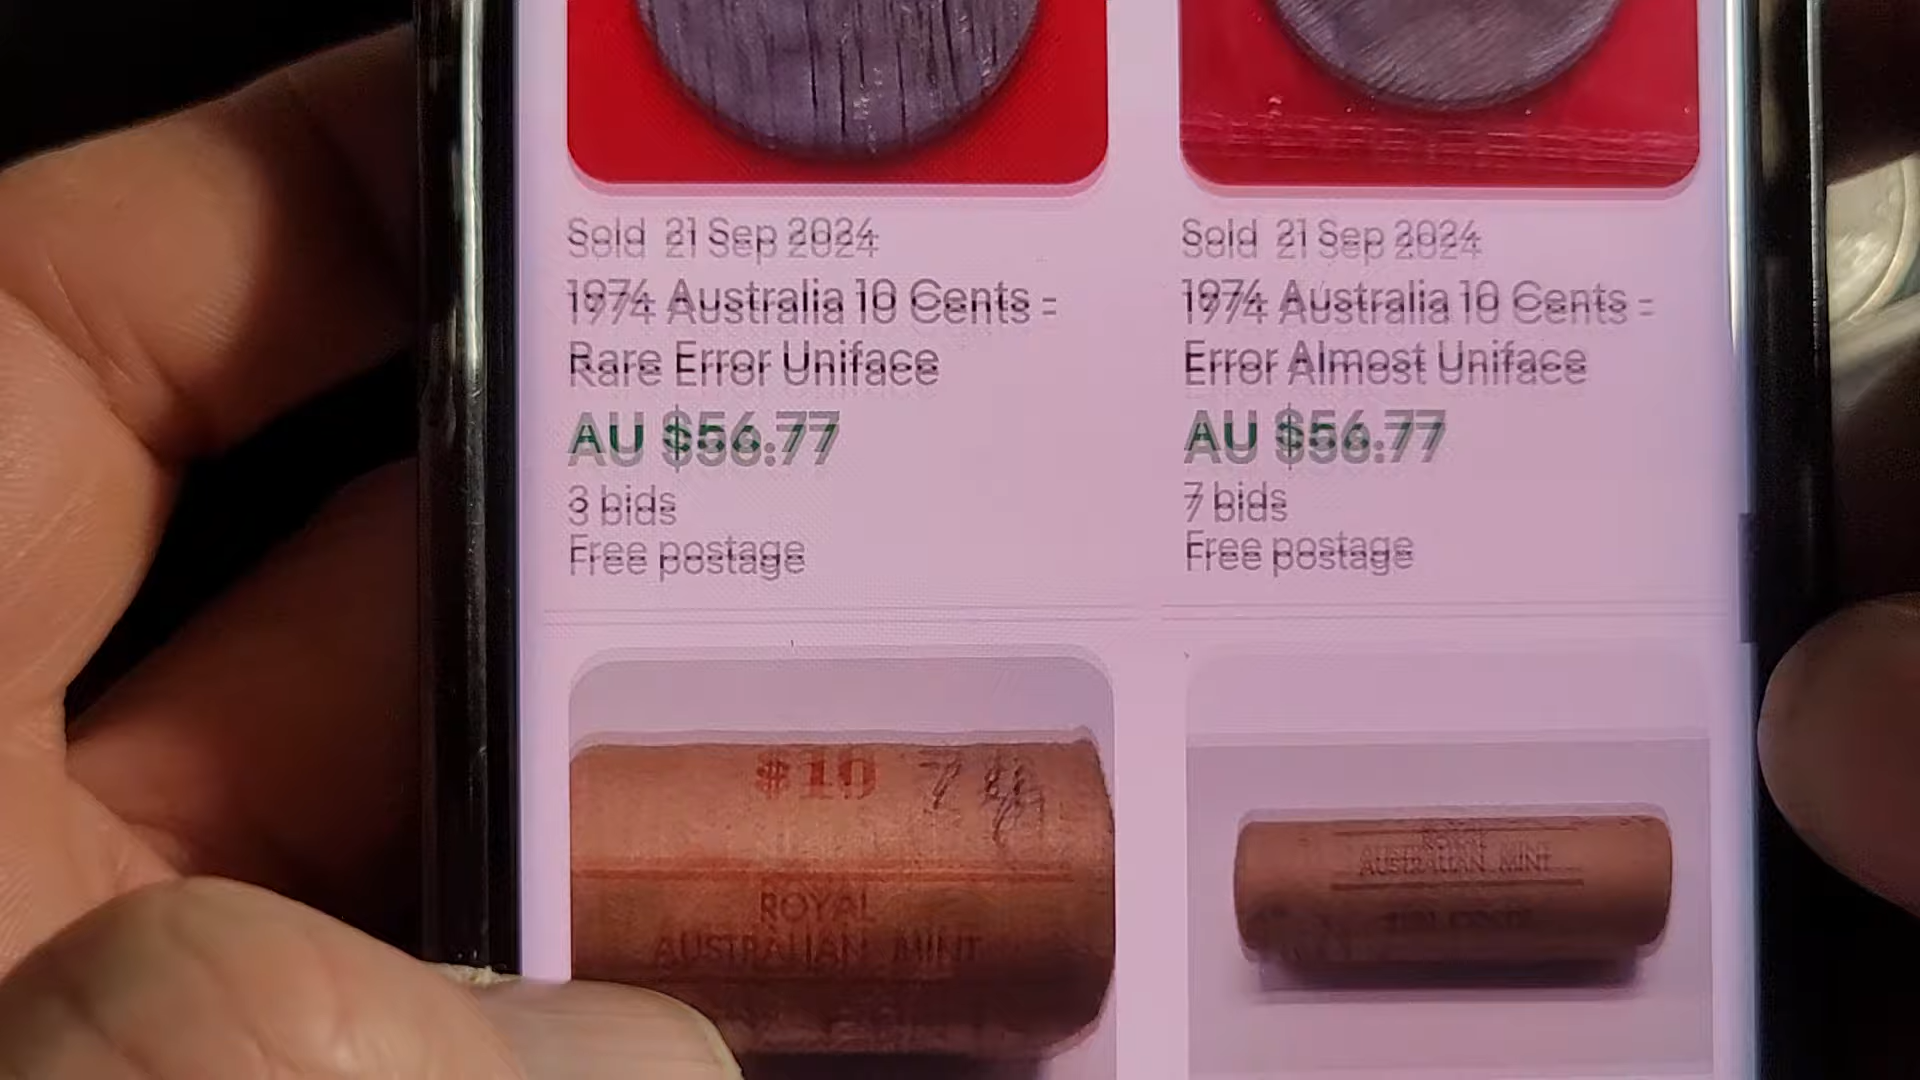 Sold 21 Sep 2024
1974 Australia 10 Cents -
Rare Error Uniface
AU $56.77
3 bids
Free postage
Sold 21 Sep 2024
1974 Australia 10 Cents -
Error Almost Uniface
AU $56.77
7 bids
Free postage
$10 74
ROYAL
AUSTRALIAN MINT
ROYAL
AUSTRALIAN MINT